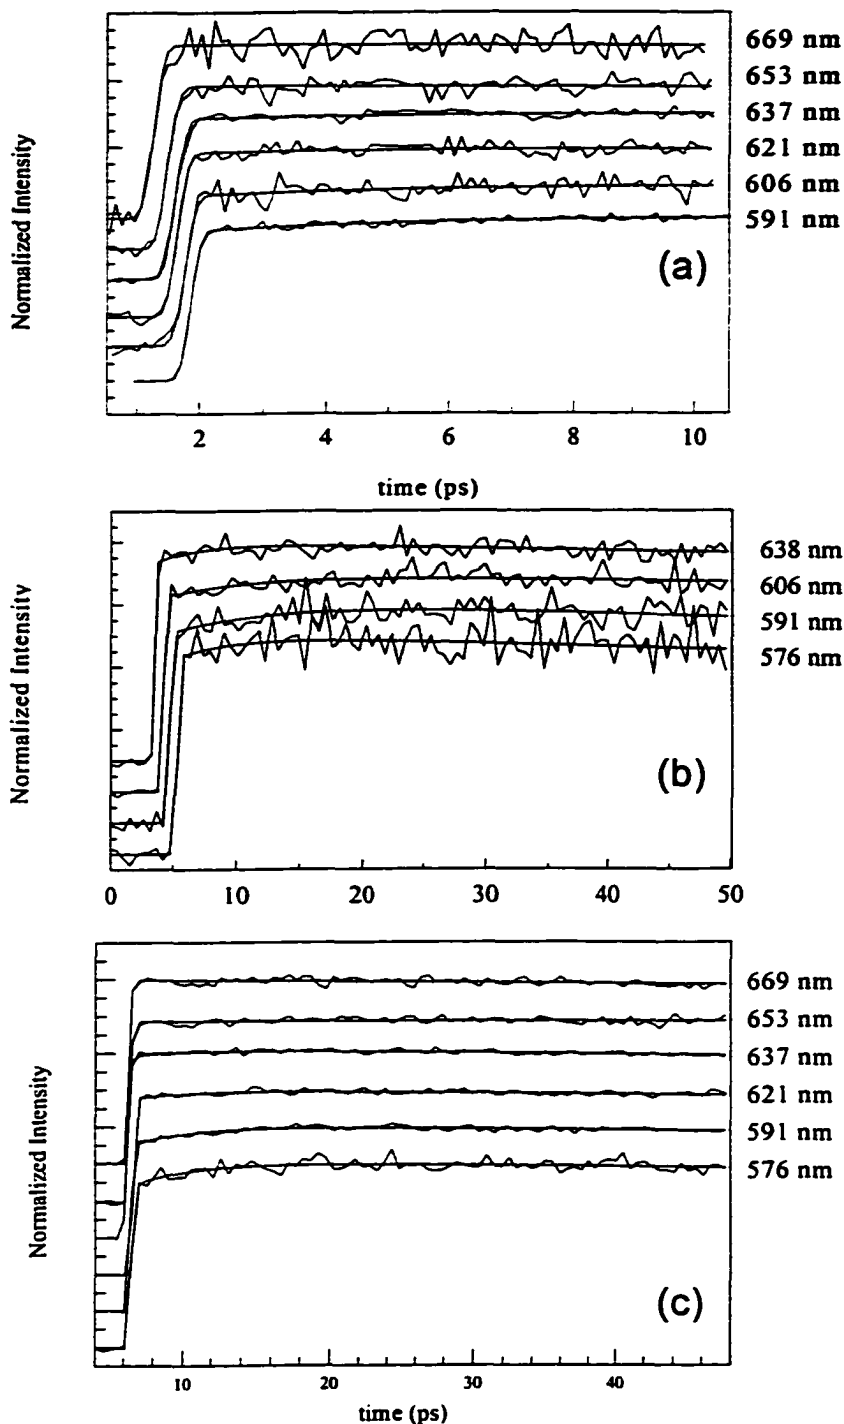 Normalized Intensity
669 nm
653 nm
637 nm
621 nm
606 nm
591 nm
(a)
2 4 6 8 10
time (ps)
Normalized Intensity
638 nm
606 nm
591 nm
576 nm
(b)
0 10 20 30 40 50
Normalized Intensity
669 nm
653 nm
637 nm
621 nm
591 nm
576 nm
(c)
10 20 30 40
time (ps)